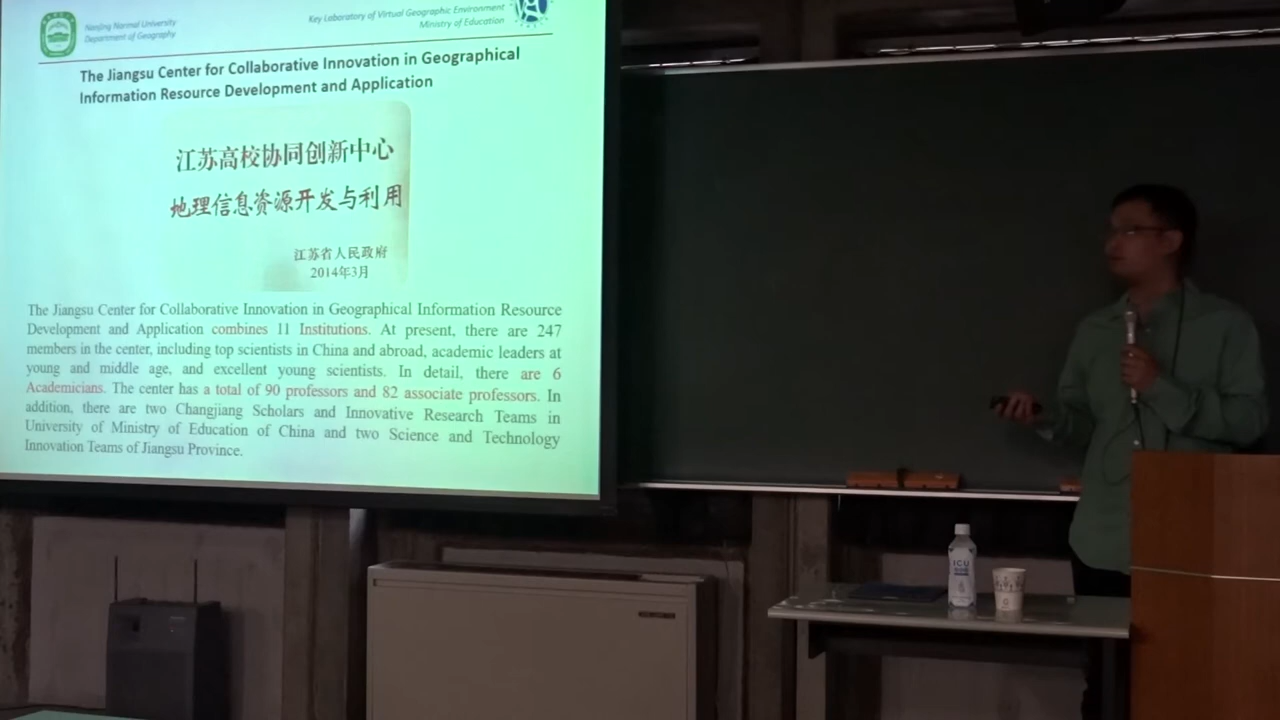 Nanjing Normal University
Department of Geography
Key Laboratory of Virtual Geographic Environment
Ministry of Education
The Jiangsu Center for Collaborative Innovation in Geographical
Information Resource Development and Application
江苏高校协同创新中心
地理信息资源开发与利用
江苏省人民政府
2014年3月
The Jiangsu Center for Collaborative Innovation in Geographical Information Resource
Development and Application combines 11 Institutions. At present, there are 247
members in the center, including top scientists in China and abroad, academic leaders at
young and middle age, and excellent young scientists. In detail, there are 6
Academicians. The center has a total of 90 professors and 82 associate professors. In
addition, there are two Changjiang Scholars and Innovative Research Teams in
University of Ministry of Education of China and two Science and Technology
Innovation Teams of Jiangsu Province.
ICU